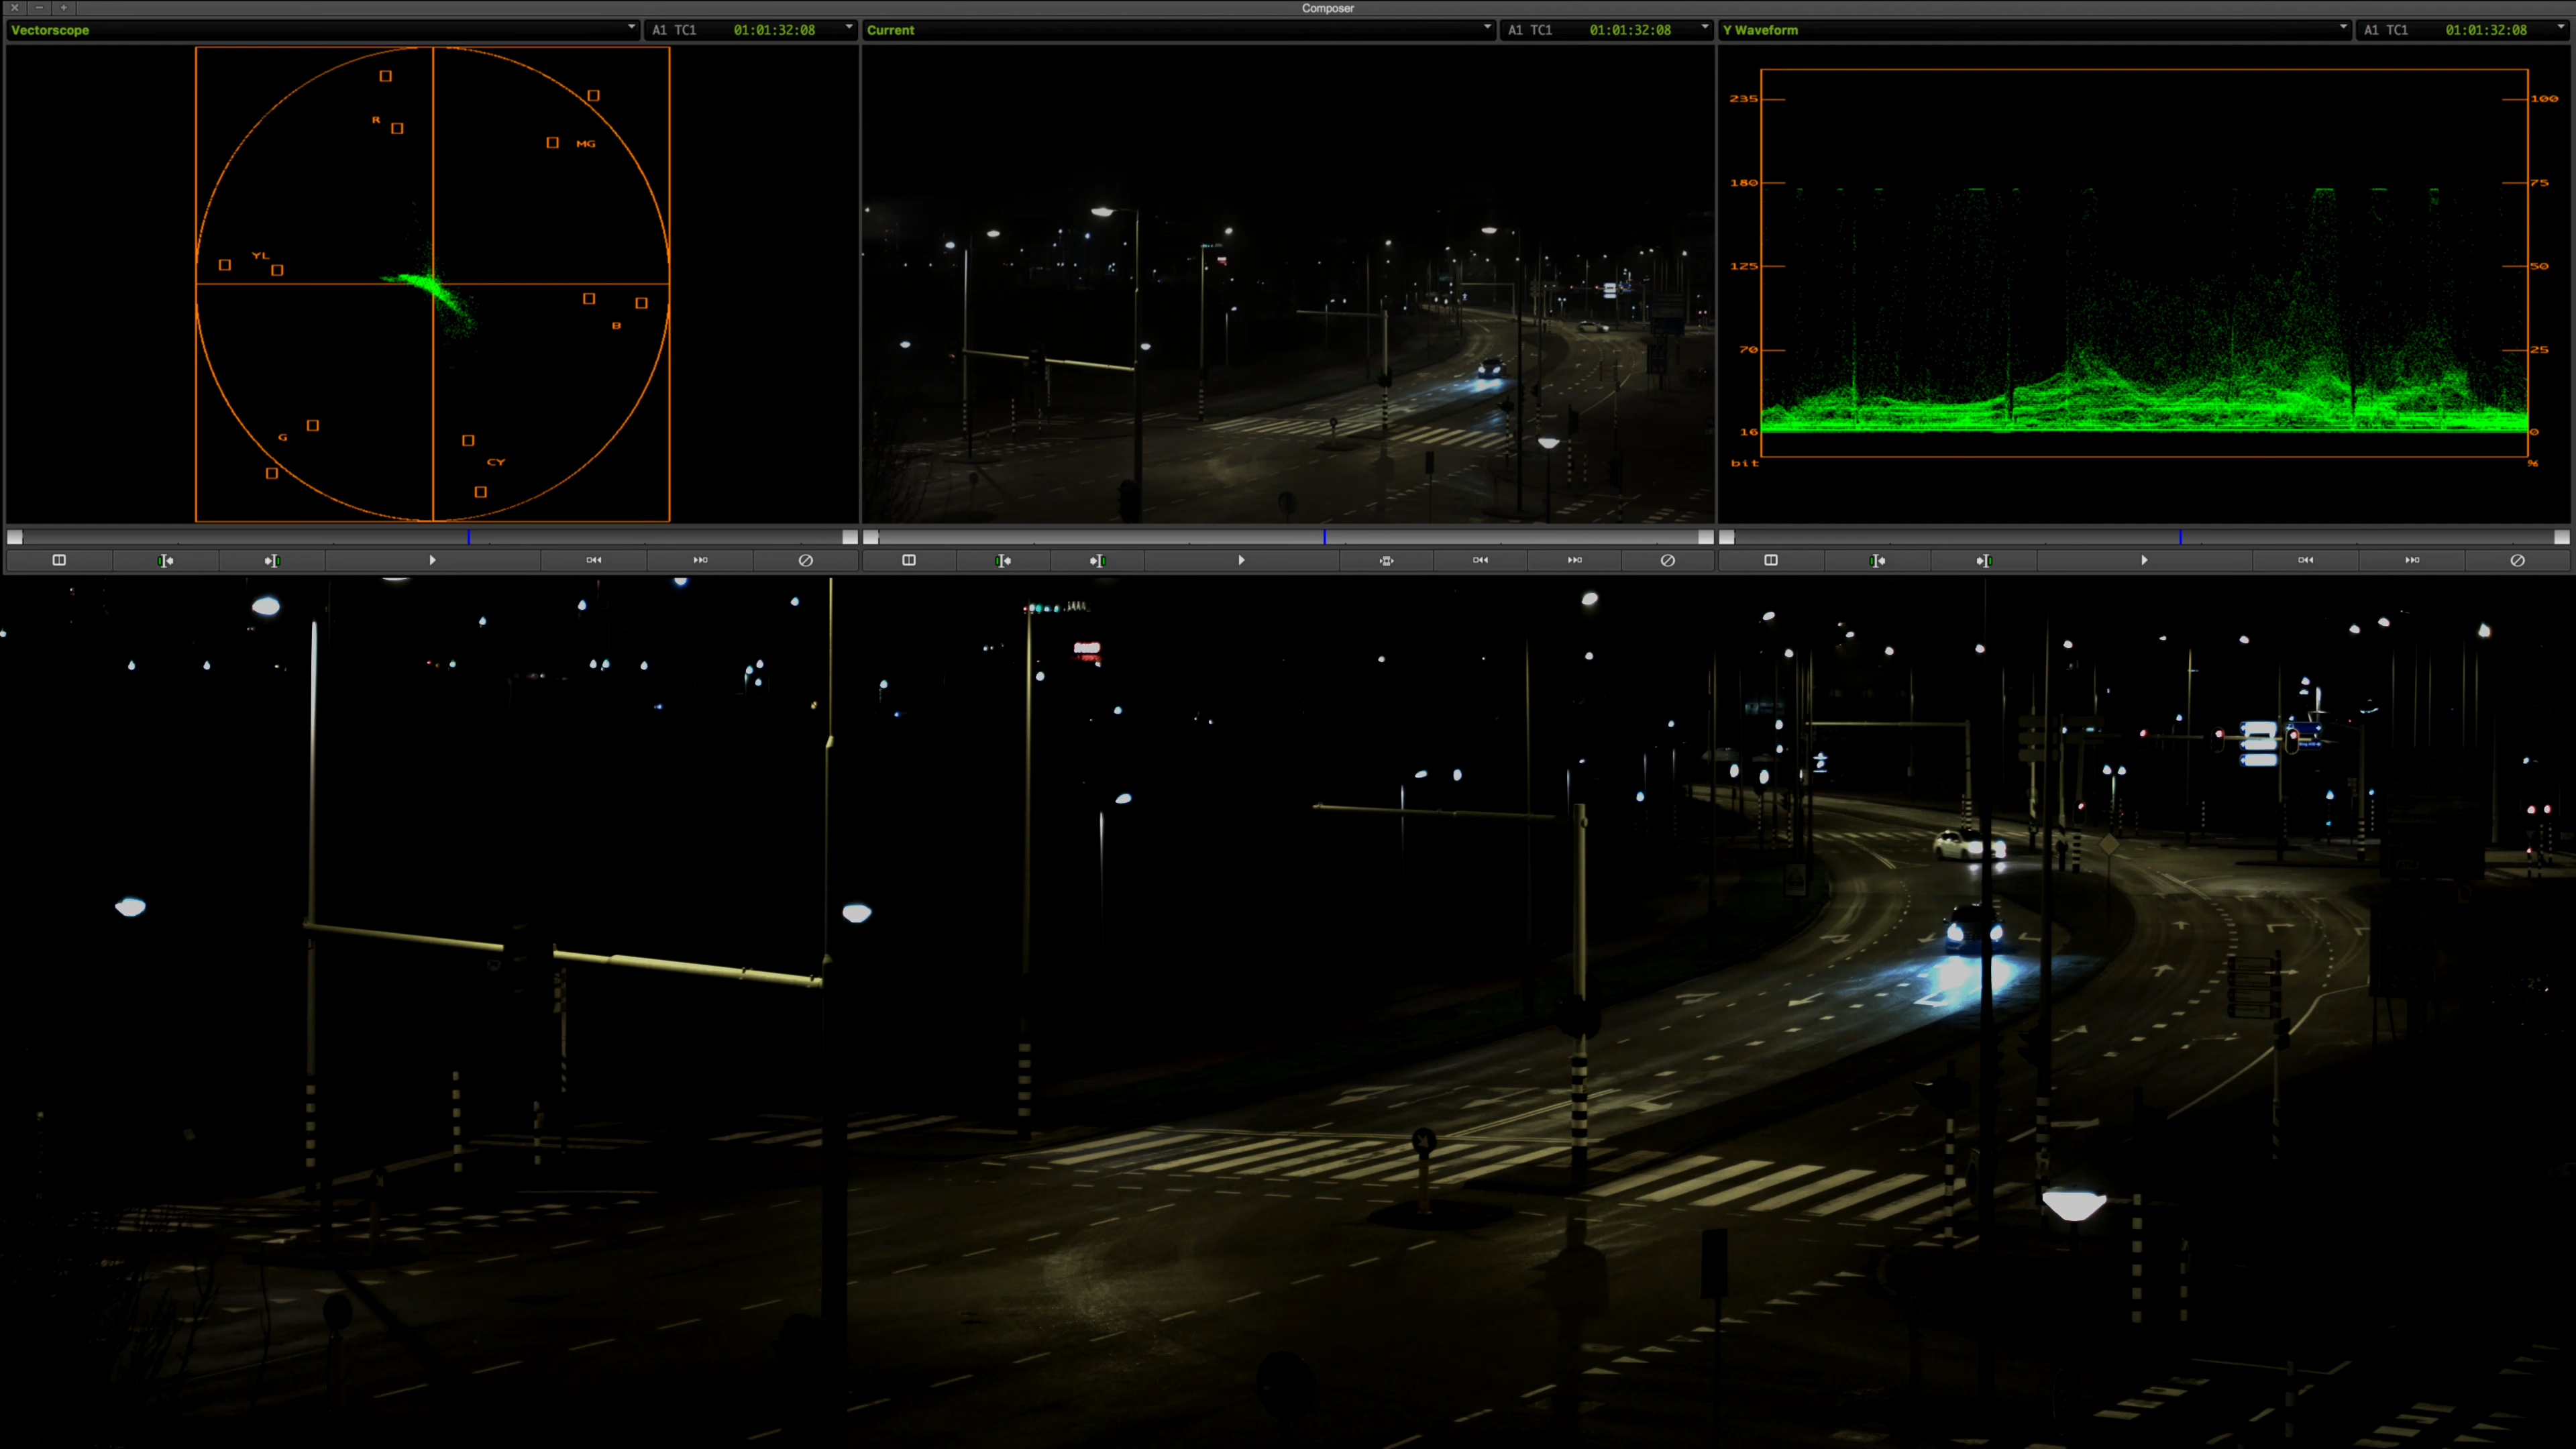 Composer
Vectorscope A1 TC1 01:01:32:08
Current A1 TC1 01:01:32:08
Y Waveform A1 TC1 01:01:32:08
R
MG
YL
B
G
CY
235 100
180 75
125 50
70 25
16 0
bit %